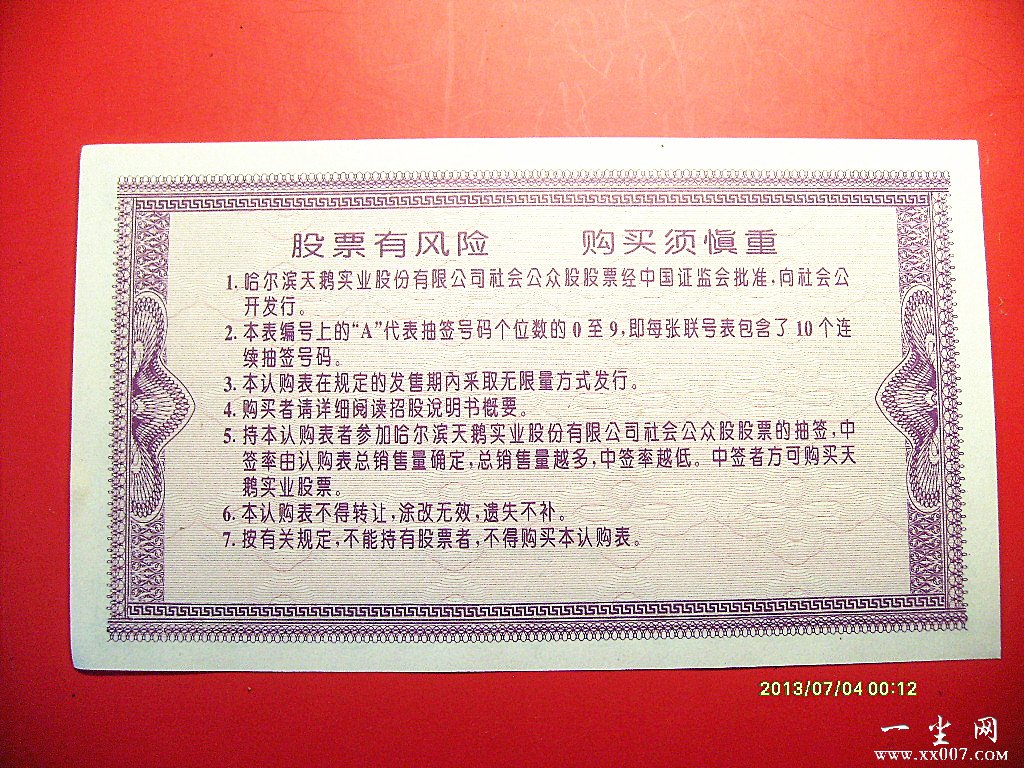 股票有风险 购买须慎重
1. 哈尔滨天鹅实业股份有限公司社会公众股股票经中国证监会批准,向社会公
开发行。
2. 本表编号上的“A”代表抽签号码个位数的 0 至 9,即每张联号表包含了 10 个连
续抽签号码。
3. 本认购表在规定的发售期内采取无限量方式发行。
4. 购买者请详细阅读招股说明书概要。
5. 持本认购表者参加哈尔滨天鹅实业股份有限公司社会公众股股票的抽签,中
签率由认购表总销售量确定,总销售量越多,中签率越低。中签者方可购买天
鹅实业股票。
6. 本认购表不得转让,涂改无效,遗失不补。
7. 按有关规定,不能持有股票者,不得购买本认购表。
2013/07/04 00:12
一尘网
www.xx007.com